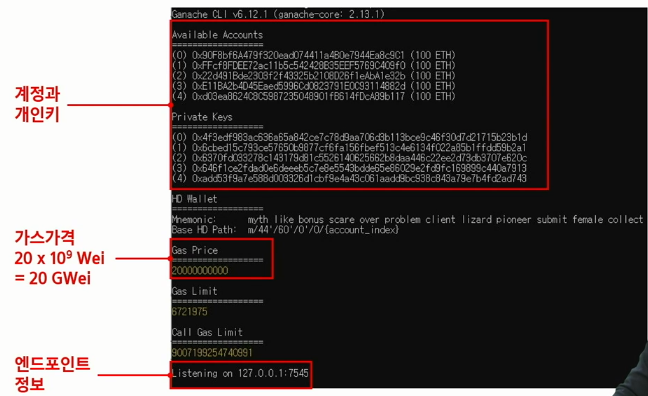 Ganache CLI v6.12.1 (ganache-core: 2.13.1)
Available Accounts
==================
(0) 0x90F8bf6A479f320ead074411a4B0e7944Ea8c9C1 (100 ETH)
(1) 0xFFcf8FDEE72ac11b5c542428B35EEF5769C409f0 (100 ETH)
(2) 0x22d491Bde2303f2f43325b2108D26f1eAbA1e32b (100 ETH)
(3) 0xE11BA2b4D45Eaed5996Cd0823791E0C93114882d (100 ETH)
(4) 0xd03ea8624C8C5987235048901fB614fDcA89b117 (100 ETH)
Private Keys
==================
(0) 0x4f3edf983ac636a65a842ce7c78d9aa706d3b113bce9c46f30d7d21715b23b1d
(1) 0x6cbed15c793ce57650b9877cf6fa156fbef513c4e6134f022a85b1ffdd59b2a1
(2) 0x6370fd033278c143179d81c5526140625662b8daa446c22ee2d73db3707e620c
(3) 0x646f1ce2fdad0e6deeeb5c7e8e5543bdde65e86029e2fd9fc169899c440a7913
(4) 0xadd53f9a7e588d003326d1cbf9e4a43c061aadd9bc938c843a79e7b4fd2ad743
계정과
개인키
HD Wallet
==================
Mnemonic: myth like bonus scare over problem client lizard pioneer submit female collect
Base HD Path: m/44'/60'/0'/0/{account_index}
가스가격
20 x 10⁹ Wei
= 20 GWei
Gas Price
==================
20000000000
Gas Limit
==================
6721975
Call Gas Limit
==================
9007199254740991
엔드포인트
정보
Listening on 127.0.0.1:7545